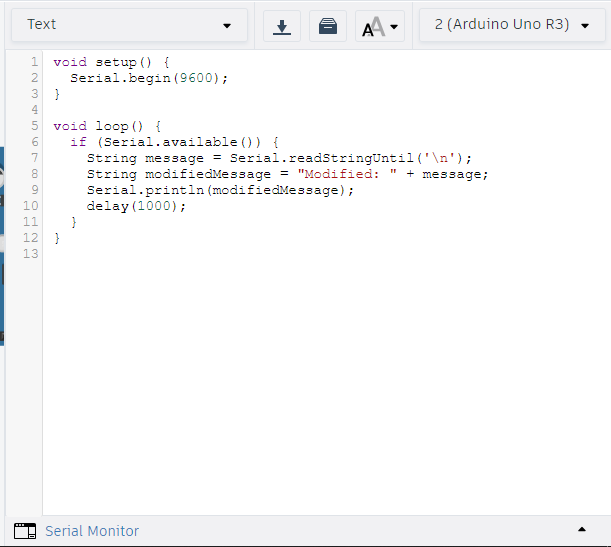 Text
AA
2 (Arduino Uno R3)
1 void setup() {
2   Serial.begin(9600);
3 }
4
5 void loop() {
6   if (Serial.available()) {
7     String message = Serial.readStringUntil('\n');
8     String modifiedMessage = "Modified: " + message;
9     Serial.println(modifiedMessage);
10     delay(1000);
11   }
12 }
13
Serial Monitor